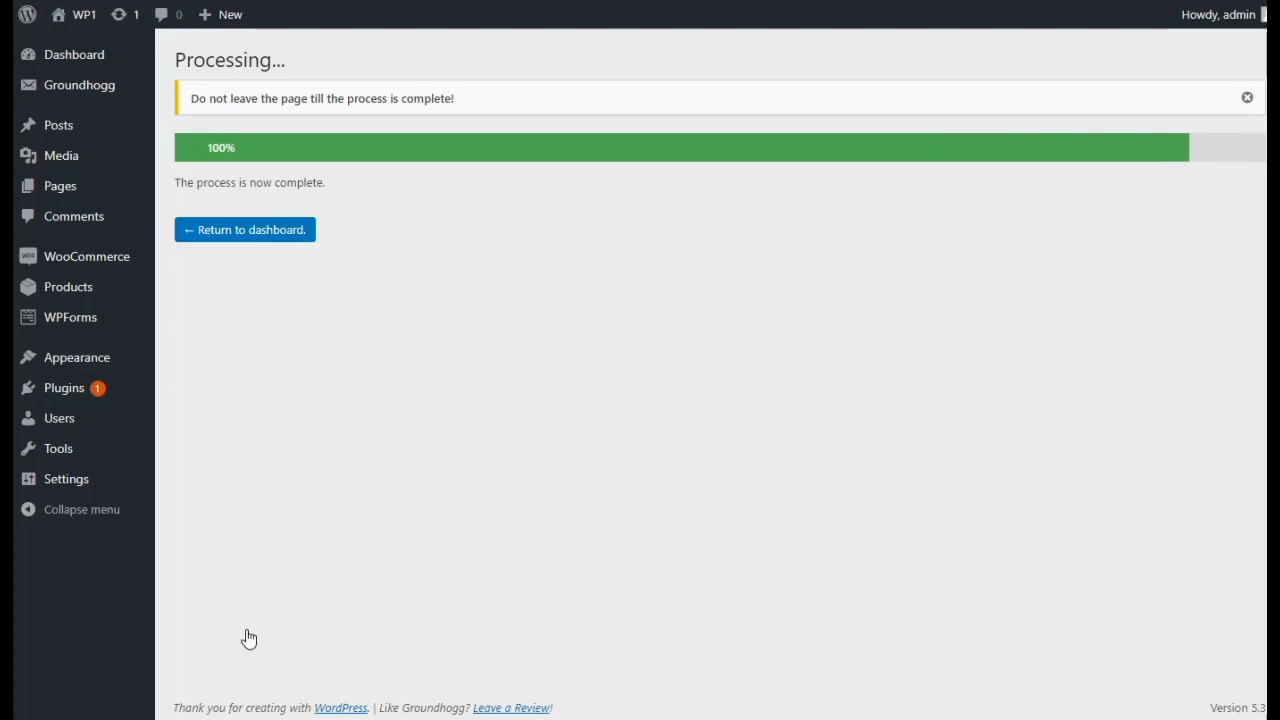 WP1 1 0 New Howdy, admin
Dashboard
Groundhogg
Posts
Media
Pages
Comments
WooCommerce
Products
WPForms
Appearance
Plugins 1
Users
Tools
Settings
Collapse menu
Processing...
Do not leave the page till the process is complete!
100%
The process is now complete.
← Return to dashboard.
Thank you for creating with WordPress. | Like Groundhogg? Leave a Review!
Version 5.3